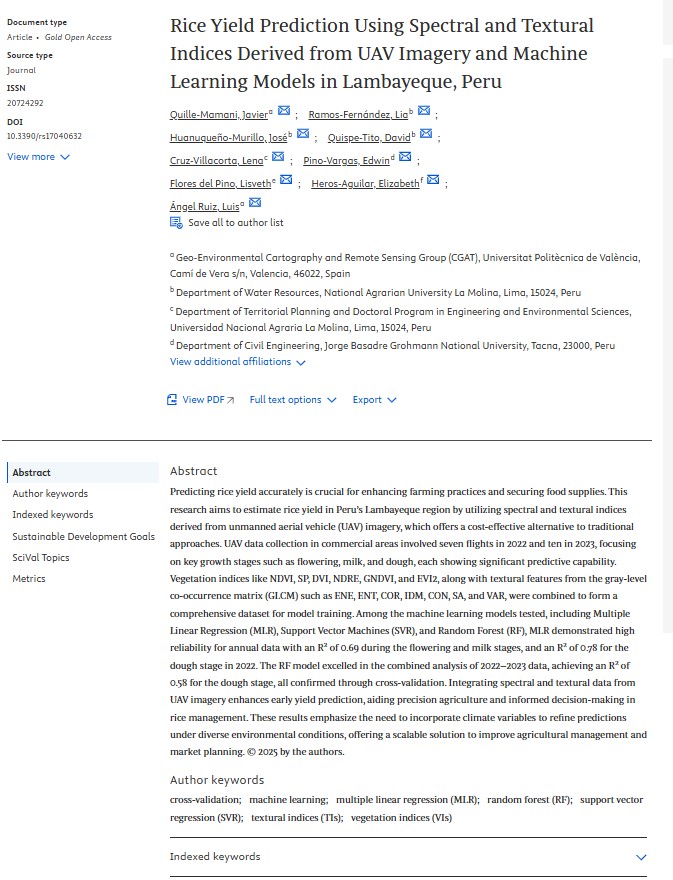 Document type
Article • Gold Open Access
Source type
Journal
ISSN
20724292
DOI
10.3390/rs17040632
View more
Rice Yield Prediction Using Spectral and Textural
Indices Derived from UAV Imagery and Machine
Learning Models in Lambayeque, Peru
Quille-Mamani, Javierᵃ ; Ramos-Fernández, Liaᵇ ;
Huanuqueño-Murillo, Joséᵇ ; Quispe-Tito, Davidᵇ ;
Cruz-Villacorta, Lenaᶜ ; Pino-Vargas, Edwinᵈ ;
Flores del Pino, Lisvethᵉ ; Heros-Aguilar, Elizabethᶠ ;
Ángel Ruiz, Luisᵃ
Save all to author list
ᵃ Geo-Environmental Cartography and Remote Sensing Group (CGAT), Universitat Politècnica de València,
Camí de Vera s/n, Valencia, 46022, Spain
ᵇ Department of Water Resources, National Agrarian University La Molina, Lima, 15024, Peru
ᶜ Department of Territorial Planning and Doctoral Program in Engineering and Environmental Sciences,
Universidad Nacional Agraria La Molina, Lima, 15024, Peru
ᵈ Department of Civil Engineering, Jorge Basadre Grohmann National University, Tacna, 23000, Peru
View additional affiliations
View PDF Full text options Export
Abstract
Author keywords
Indexed keywords
Sustainable Development Goals
SciVal Topics
Metrics
Abstract
Predicting rice yield accurately is crucial for enhancing farming practices and securing food supplies. This
research aims to estimate rice yield in Peru's Lambayeque region by utilizing spectral and textural indices
derived from unmanned aerial vehicle (UAV) imagery, which offers a cost-effective alternative to traditional
approaches. UAV data collection in commercial areas involved seven flights in 2022 and ten in 2023, focusing
on key growth stages such as flowering, milk, and dough, each showing significant predictive capability.
Vegetation indices like NDVI, SP, DVI, NDRE, GNDVI, and EVI2, along with textural features from the gray-level
co-occurrence matrix (GLCM) such as ENE, ENT, COR, IDM, CON, SA, and VAR, were combined to form a
comprehensive dataset for model training. Among the machine learning models tested, including Multiple
Linear Regression (MLR), Support Vector Machines (SVR), and Random Forest (RF), MLR demonstrated high
reliability for annual data with an R² of 0.69 during the flowering and milk stages, and an R² of 0.78 for the
dough stage in 2022. The RF model excelled in the combined analysis of 2022–2023 data, achieving an R² of
0.58 for the dough stage, all confirmed through cross-validation. Integrating spectral and textural data from
UAV imagery enhances early yield prediction, aiding precision agriculture and informed decision-making in
rice management. These results emphasize the need to incorporate climate variables to refine predictions
under diverse environmental conditions, offering a scalable solution to improve agricultural management and
market planning. © 2025 by the authors.
Author keywords
cross-validation; machine learning; multiple linear regression (MLR); random forest (RF); support vector
regression (SVR); textural indices (TIs); vegetation indices (VIs)
Indexed keywords